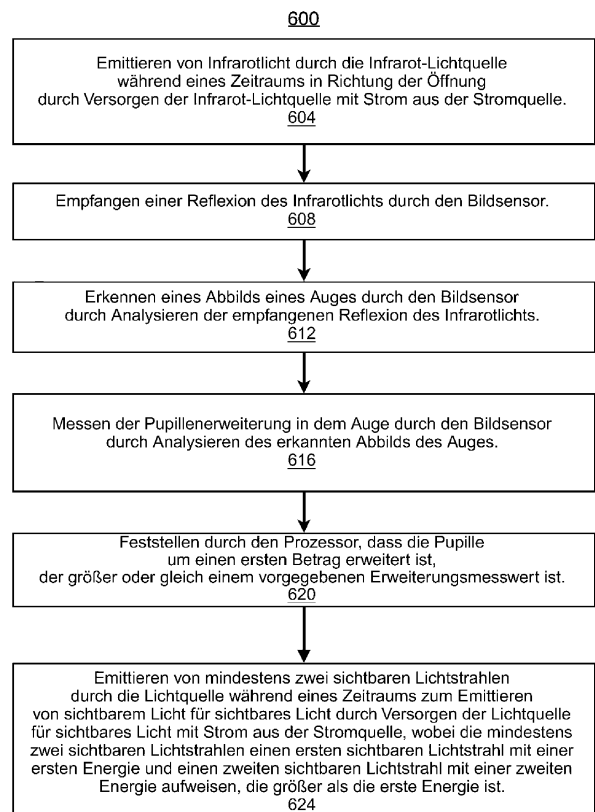 600
Emittieren von Infrarotlicht durch die Infrarot-Lichtquelle
während eines Zeitraums in Richtung der Öffnung
durch Versorgen der Infrarot-Lichtquelle mit Strom aus der Stromquelle.
604
Empfangen einer Reflexion des Infrarotlichts durch den Bildsensor.
608
Erkennen eines Abbilds eines Auges durch den Bildsensor
durch Analysieren der empfangenen Reflexion des Infrarotlichts.
612
Messen der Pupillenerweiterung in dem Auge durch den Bildsensor
durch Analysieren des erkannten Abbilds des Auges.
616
Feststellen durch den Prozessor, dass die Pupille
um einen ersten Betrag erweitert ist,
der größer oder gleich einem vorgegebenen Erweiterungsmesswert ist.
620
Emittieren von mindestens zwei sichtbaren Lichtstrahlen
durch die Lichtquelle während eines Zeitraums zum Emittieren
von sichtbarem Licht für sichtbares Licht durch Versorgen der Lichtquelle
für sichtbares Licht mit Strom aus der Stromquelle, wobei die mindestens
zwei sichtbaren Lichtstrahlen einen ersten sichtbaren Lichtstrahl mit einer
ersten Energie und einen zweiten sichtbaren Lichtstrahl mit einer zweiten
Energie aufweisen, die größer als die erste Energie ist.
624